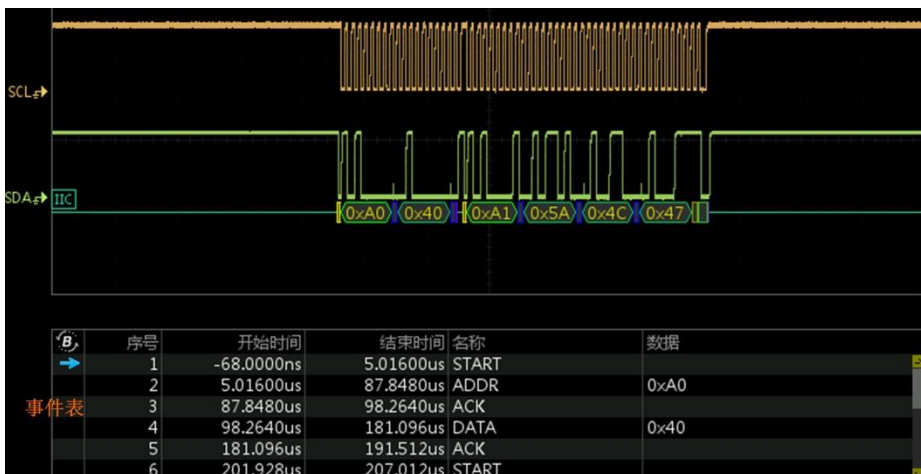 SCL
SDA IIC
0xA0 0x40 0xA1 0x5A 0x4C 0x47
B 序号 开始时间 结束时间 名称 数据
1 -68.0000ns 5.01600us START
2 5.01600us 87.8480us ADDR 0xA0
事件表
3 87.8480us 98.2640us ACK
4 98.2640us 181.096us DATA 0x40
5 181.096us 191.512us ACK
6 201.928us 207.012us START